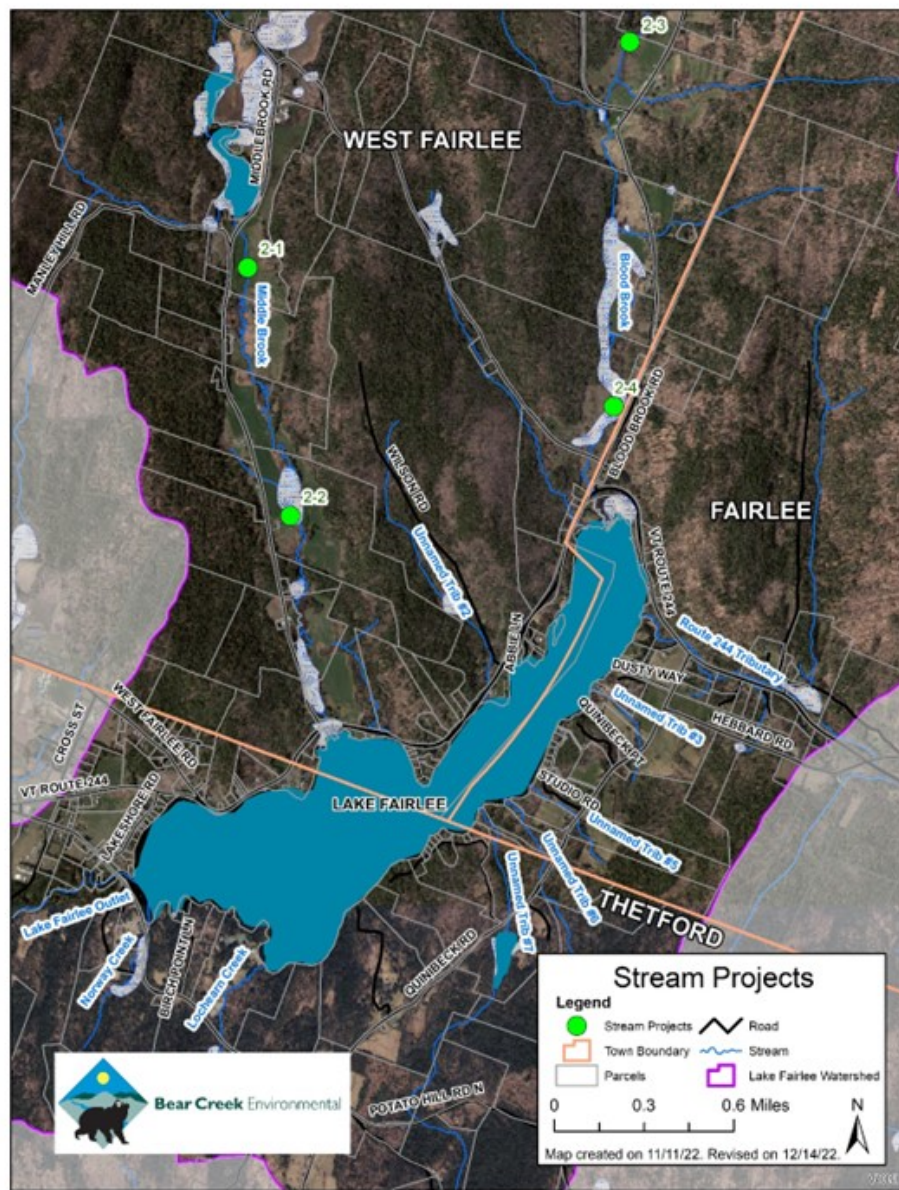 2-3
MIDDLEBROOK RD
WEST FAIRLEE
MANLEY HILL RD
2-1
Middle Brook
Blood Brook
2-4
BLOOD BROOK RD
WILSON RD
2-2
FAIRLEE
Unnamed Trib #2
VT ROUTE 244
ABBIE LN
Route 244 Tributary
DUSTY WAY
Unnamed Trib #3
HEBBARD RD
QUINIBECK PT
WEST FAIRLEE RD
CROSS ST
VT ROUTE-244
LAKESHORE RD
LAKE FAIRLEE
STUDIO RD
Unnamed Trib #5
Unnamed Trib #6
Unnamed Trib #7
THETFORD
Lake Fairlee Outlet
Norway Creek
BIRCH POINT LN
Lochearn Creek
QUINIBECK RD
POTATO HILL RD N
Bear Creek Environmental
Stream Projects
Legend
Stream Projects
Road
Town Boundary
Stream
Parcels
Lake Fairlee Watershed
0 0.3 0.6 Miles
N
Map created on 11/11/22. Revised on 12/14/22.